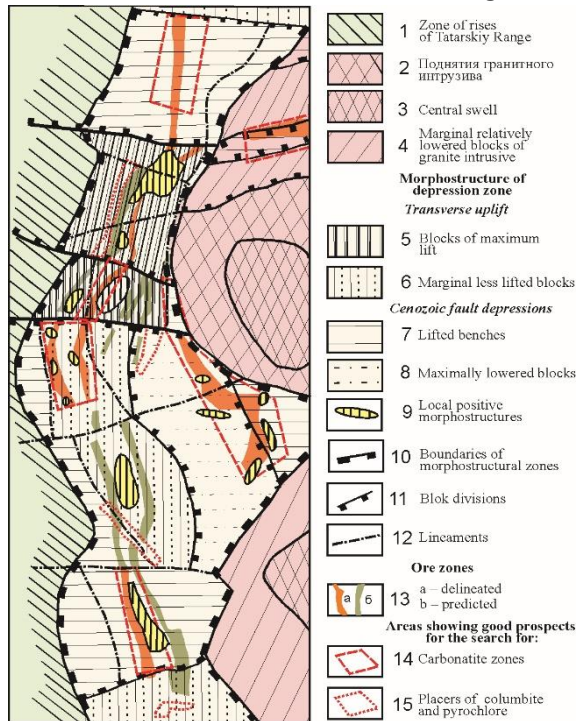 1 Zone of rises
of Tatarskiy Range
2 Поднятия гранитного
интрузива
3 Central swell
4 Marginal relatively
lowered blocks of
granite intrusive
Morphostructure of
depression zone
Transverse uplift
5 Blocks of maximum
lift
6 Marginal less lifted blocks
Cenozoic fault depressions
7 Lifted benches
8 Maximally lowered blocks
9 Local positive
morphostructures
10 Boundaries of
morphostructural zones
11 Blok divisions
12 Lineaments
Ore zones
а б 13 a – delineated
b – predicted
Areas showing good prospects
for the search for:
14 Carbonatite zones
15 Placers of columbite
and pyrochlore